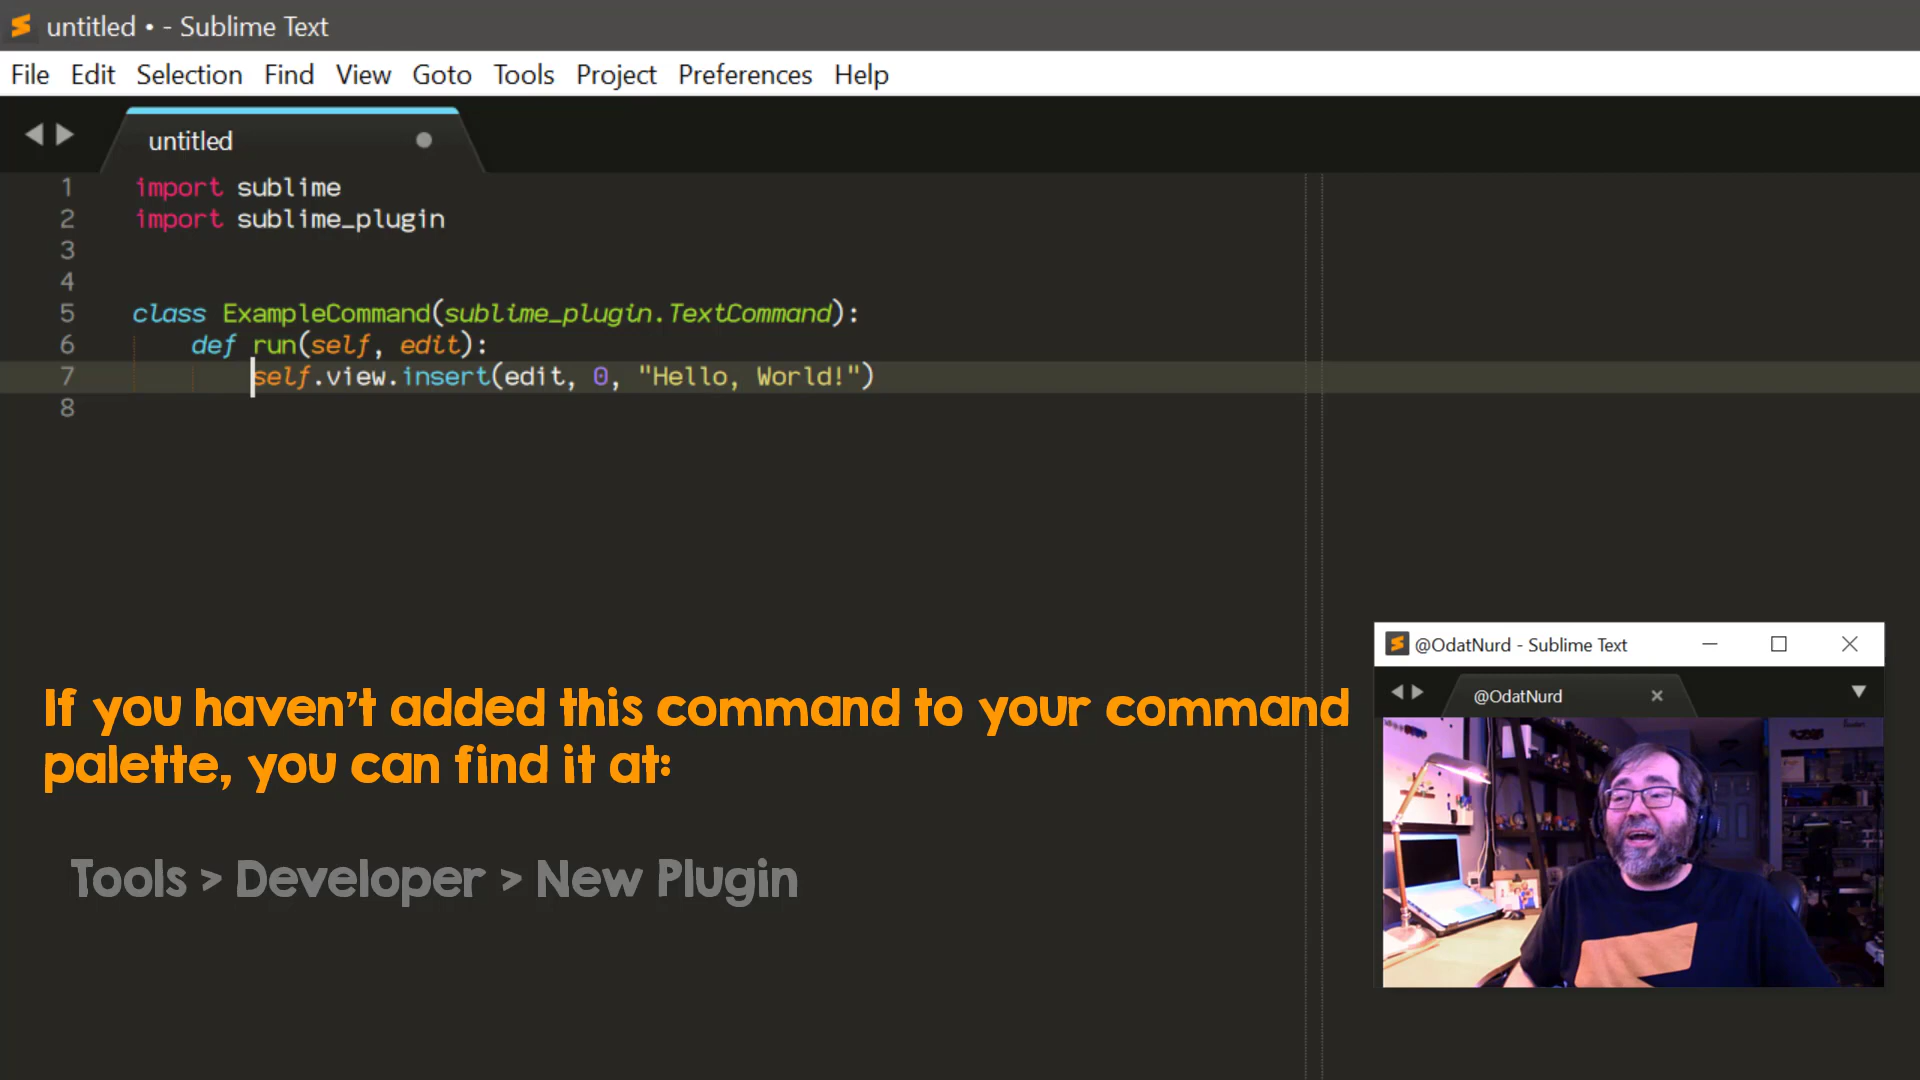 untitled • - Sublime Text
File Edit Selection Find View Goto Tools Project Preferences Help
untitled
1 import sublime
2 import sublime_plugin
3
4
5 class ExampleCommand(sublime_plugin.TextCommand):
6     def run(self, edit):
7         self.view.insert(edit, 0, "Hello, World!")
8
If you haven't added this command to your command
palette, you can find it at:
Tools > Developer > New Plugin
@OdatNurd - Sublime Text
@OdatNurd